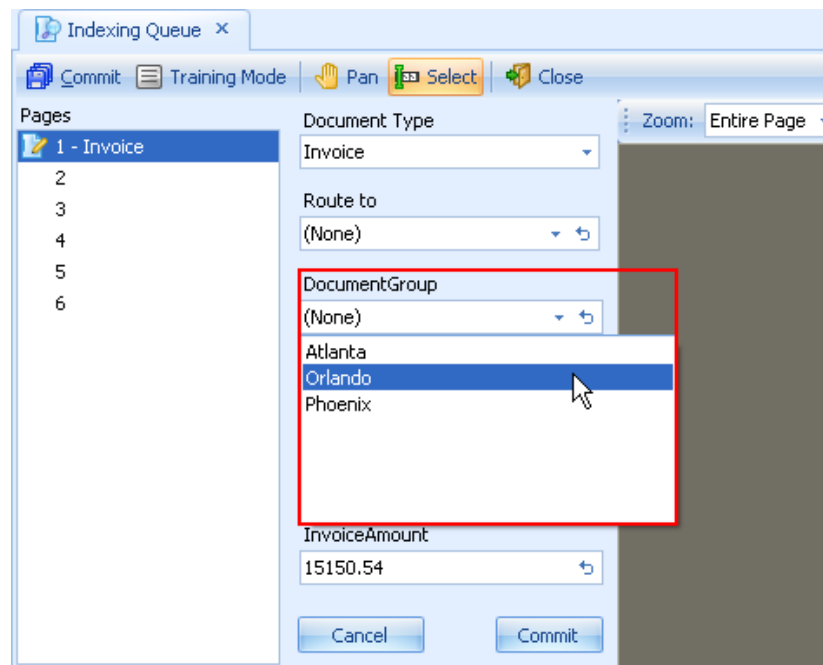 Indexing Queue
Commit Training Mode Pan Select Close
Pages
1 - Invoice
2
3
4
5
6
Document Type
Invoice
Route to
(None)
DocumentGroup
(None)
Atlanta
Orlando
Phoenix
InvoiceAmount
15150.54
Cancel Commit
Zoom: Entire Page